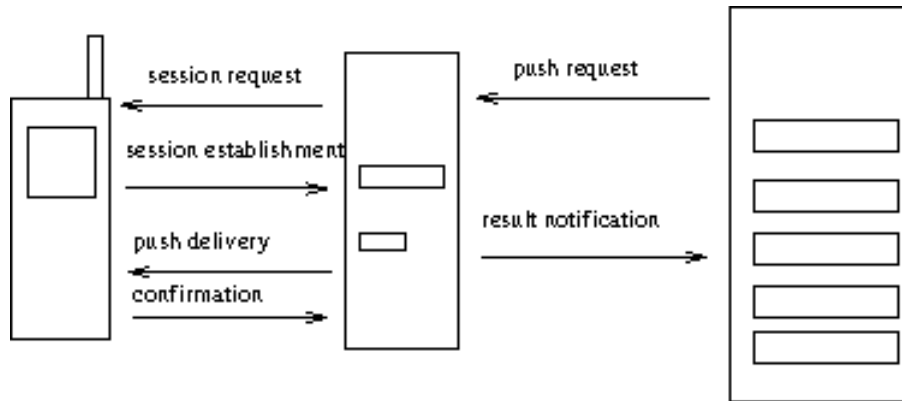 session request
push request
session establishment
result notification
push delivery
confirmation